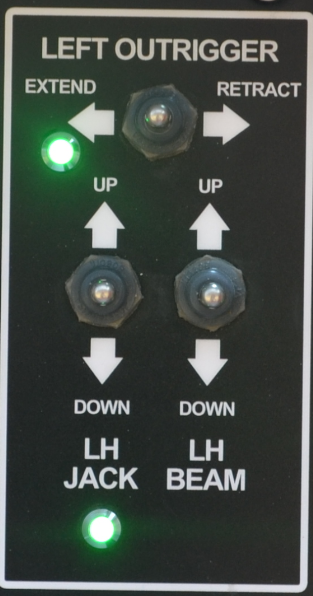 LEFT OUTRIGGER
EXTEND RETRACT
UP UP
DOWN DOWN
LH LH
JACK BEAM